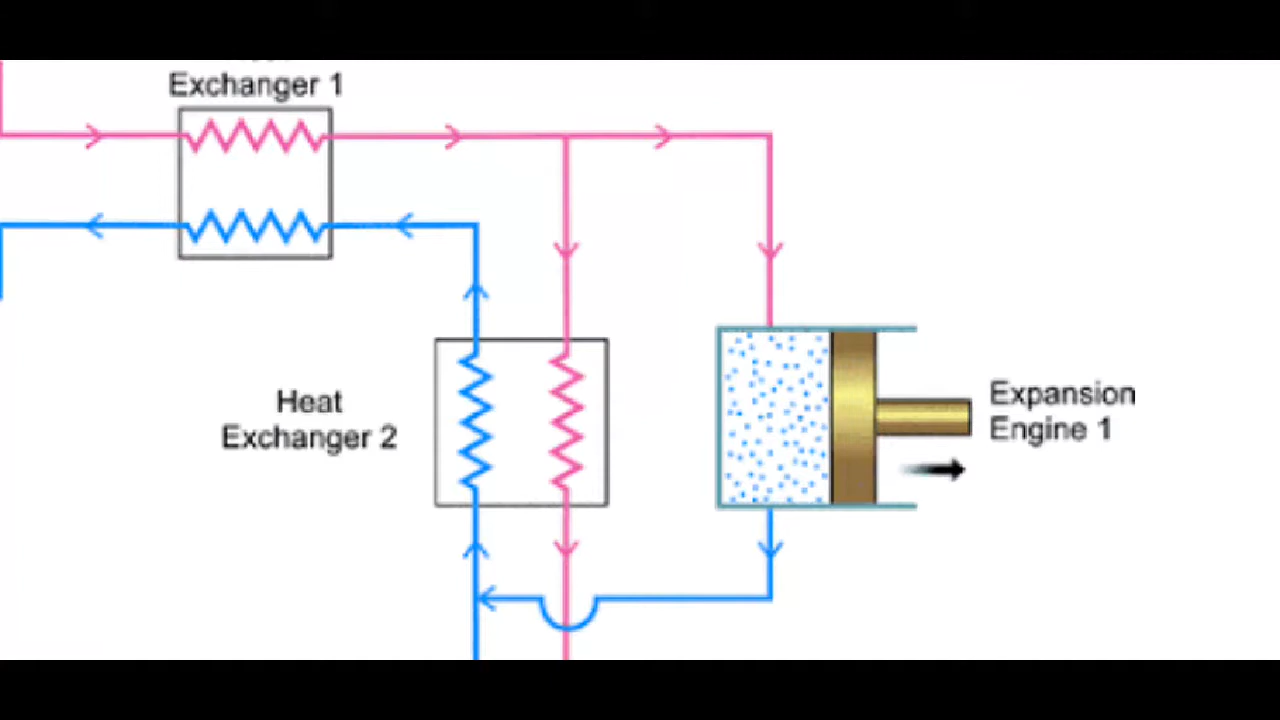 Exchanger 1
Heat
Exchanger 2
Expansion
Engine 1